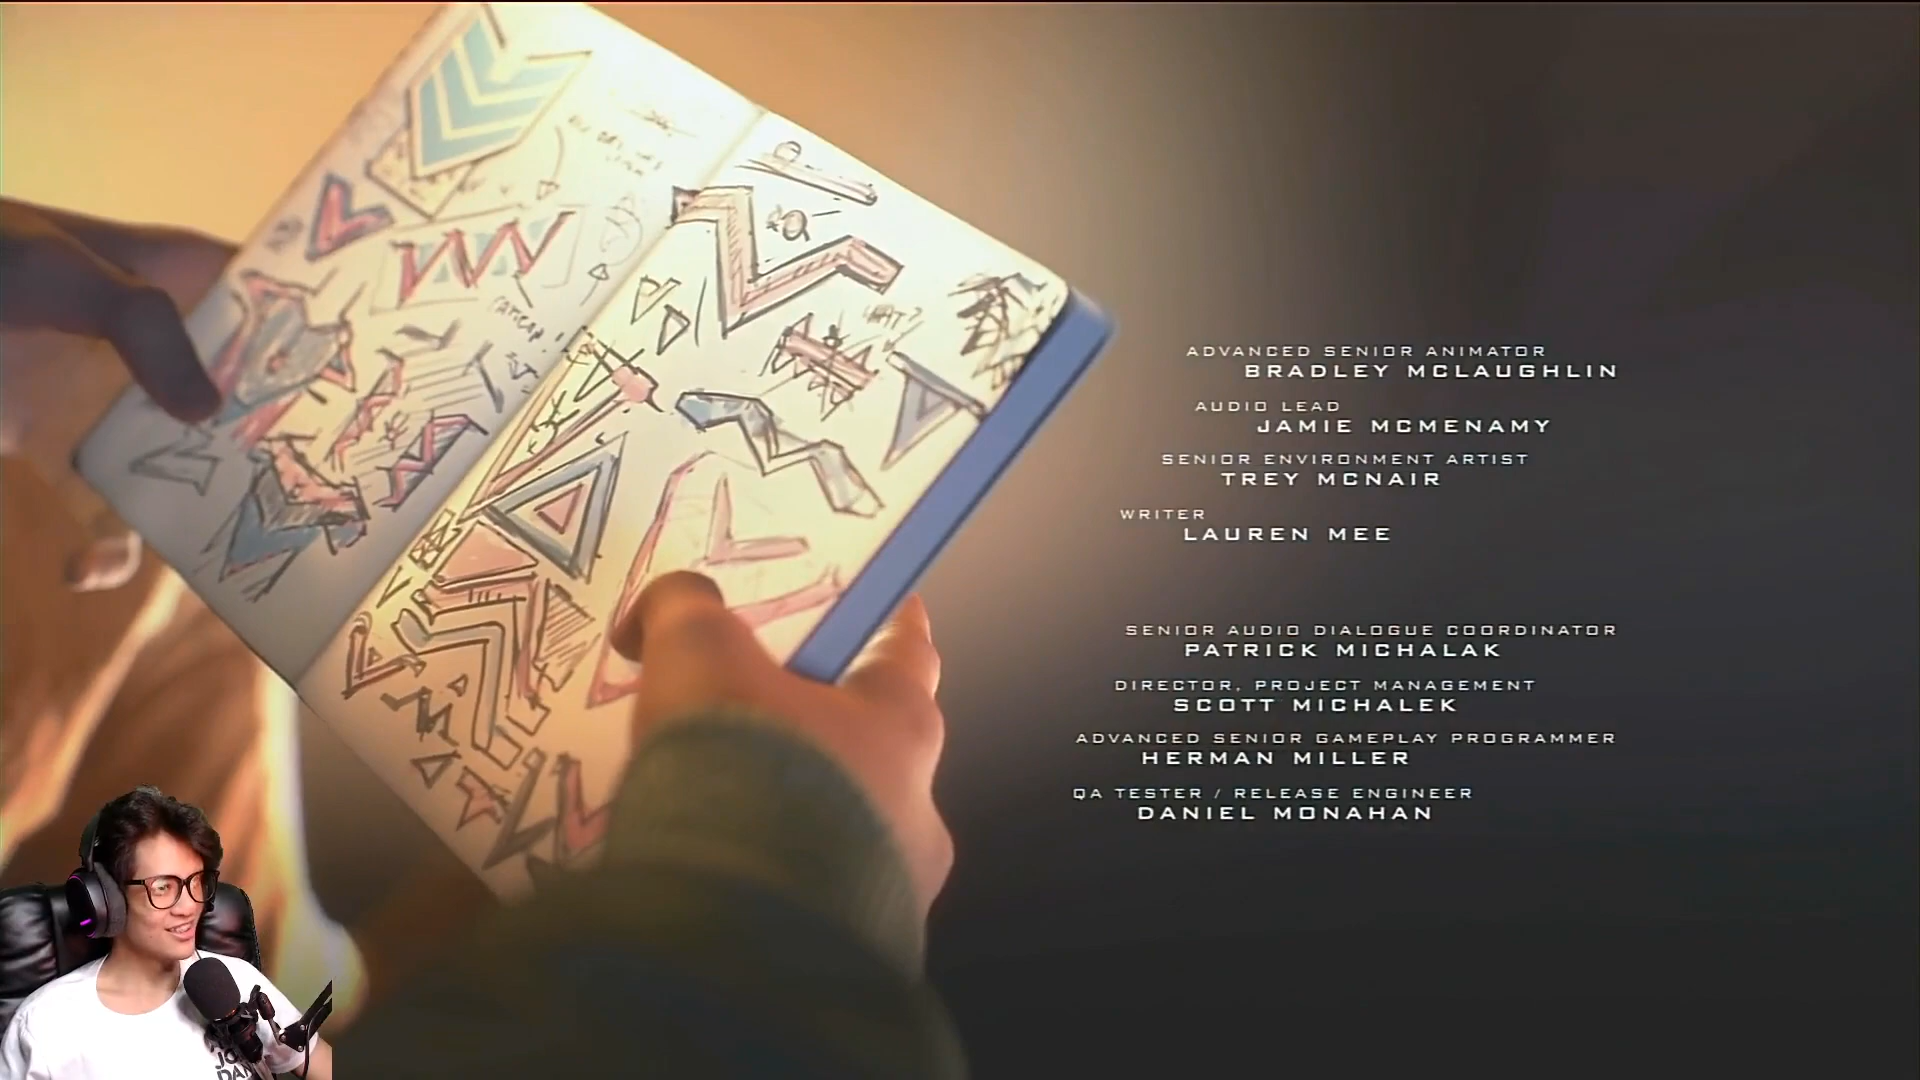 WHAT?
ADVANCED SENIOR ANIMATOR
BRADLEY MCLAUGHLIN
AUDIO LEAD
JAMIE MCMENAMY
SENIOR ENVIRONMENT ARTIST
TREY MCNAIR
WRITER
LAUREN MEE
SENIOR AUDIO DIALOGUE COORDINATOR
PATRICK MICHALAK
DIRECTOR, PROJECT MANAGEMENT
SCOTT MICHALEK
ADVANCED SENIOR GAMEPLAY PROGRAMMER
HERMAN MILLER
QA TESTER / RELEASE ENGINEER
DANIEL MONAHAN